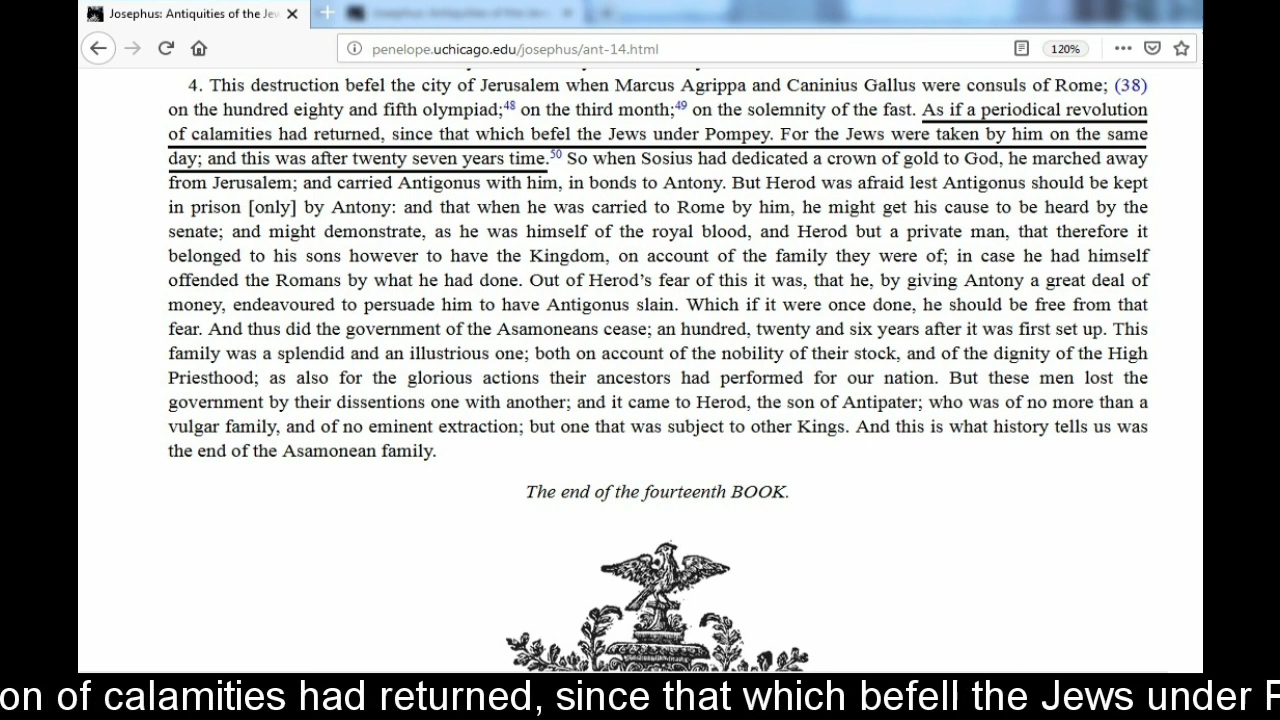 Josephus: Antiquities of the Jew
penelope.uchicago.edu/josephus/ant-14.html
120%
4. This destruction befel the city of Jerusalem when Marcus Agrippa and Caninius Gallus were consuls of Rome; (38)
on the hundred eighty and fifth olympiad;48 on the third month;49 on the solemnity of the fast. As if a periodical revolution
of calamities had returned, since that which befel the Jews under Pompey. For the Jews were taken by him on the same
day; and this was after twenty seven years time.50 So when Sosius had dedicated a crown of gold to God, he marched away
from Jerusalem; and carried Antigonus with him, in bonds to Antony. But Herod was afraid lest Antigonus should be kept
in prison [only] by Antony: and that when he was carried to Rome by him, he might get his cause to be heard by the
senate; and might demonstrate, as he was himself of the royal blood, and Herod but a private man, that therefore it
belonged to his sons however to have the Kingdom, on account of the family they were of; in case he had himself
offended the Romans by what he had done. Out of Herod's fear of this it was, that he, by giving Antony a great deal of
money, endeavoured to persuade him to have Antigonus slain. Which if it were once done, he should be free from that
fear. And thus did the government of the Asamoneans cease; an hundred, twenty and six years after it was first set up. This
family was a splendid and an illustrious one; both on account of the nobility of their stock, and of the dignity of the High
Priesthood; as also for the glorious actions their ancestors had performed for our nation. But these men lost the
government by their dissentions one with another; and it came to Herod, the son of Antipater; who was of no more than a
vulgar family, and of no eminent extraction; but one that was subject to other Kings. And this is what history tells us was
the end of the Asamonean family.
The end of the fourteenth BOOK.
on of calamities had returned, since that which befell the Jews under